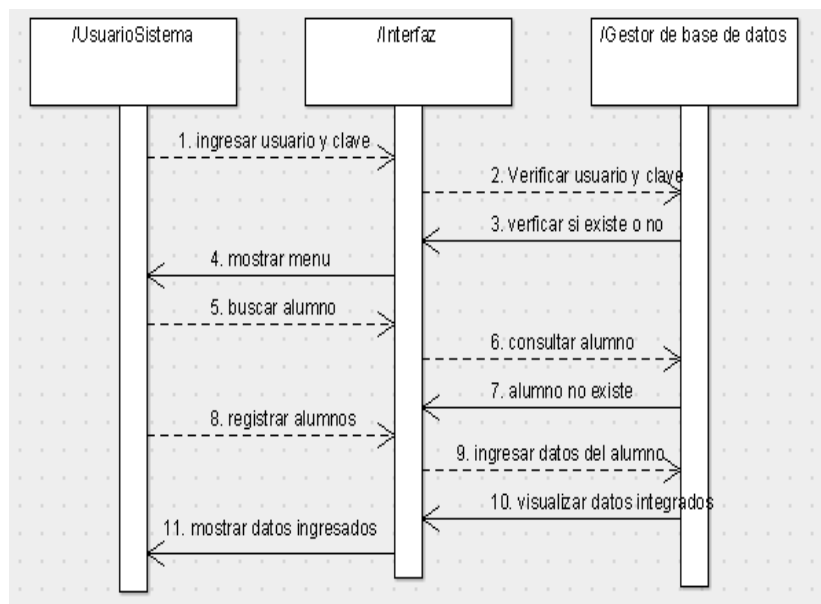 /UsuarioSistema
/Interfaz
/Gestor de base de datos
1. ingresar usuario y clave
2. Verificar usuario y clave
3. verficar si existe o no
4. mostrar menu
5. buscar alumno
6. consultar alumno
7. alumno no existe
8. registrar alumnos
9. ingresar datos del alumno
10. visualizar datos integrados
11. mostrar datos ingresados